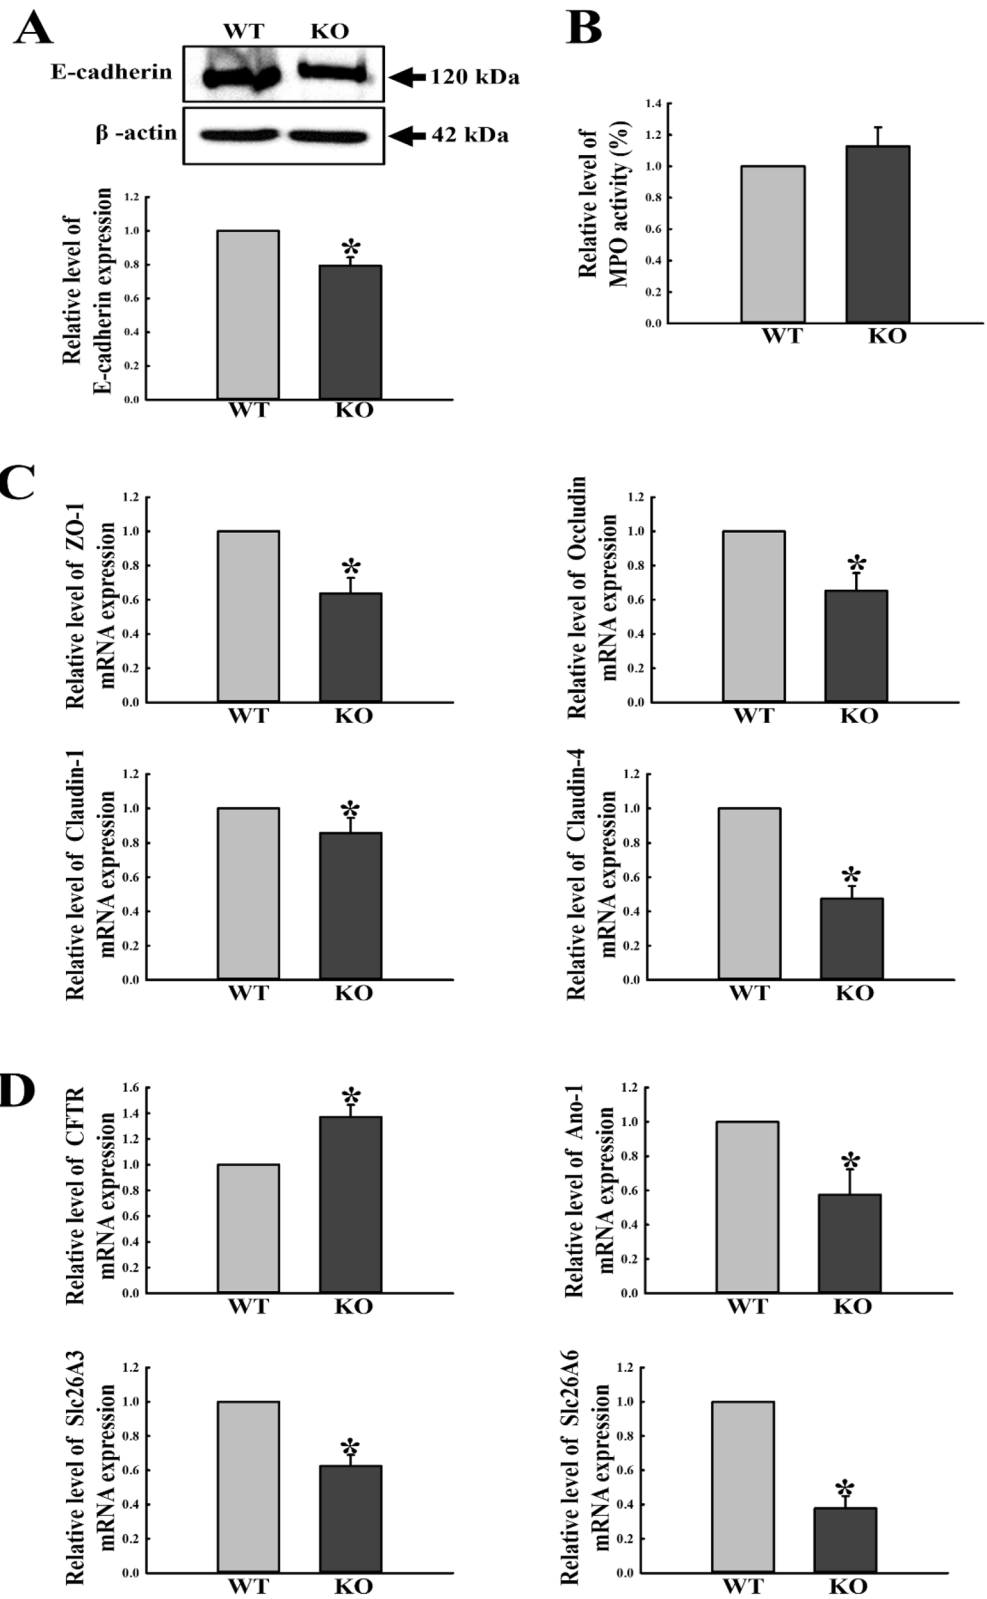 A
WT KO
E-cadherin
120 kDa
β -actin
42 kDa
Relative level of
E-cadherin expression
1.2
1.0
0.8
0.6
0.4
0.2
0.0
*
WT KO
B
Relative level of
MPO activity (%)
1.4
1.2
1.0
0.8
0.6
0.4
0.2
0.0
WT KO
C
Relative level of ZO-1
mRNA expression
1.2
1.0
0.8
0.6
0.4
0.2
0.0
*
WT KO
Relative level of Occludin
mRNA expression
1.2
1.0
0.8
0.6
0.4
0.2
0.0
*
WT KO
Relative level of Claudin-1
mRNA expression
1.2
1.0
0.8
0.6
0.4
0.2
0.0
*
WT KO
Relative level of Claudin-4
mRNA expression
1.2
1.0
0.8
0.6
0.4
0.2
0.0
*
WT KO
D
Relative level of CFTR
mRNA expression
1.6
1.4
1.2
1.0
0.8
0.6
0.4
0.2
0.0
*
WT KO
Relative level of Ano-1
mRNA expression
1.2
1.0
0.8
0.6
0.4
0.2
0.0
*
WT KO
Relative level of Slc26A3
mRNA expression
1.2
1.0
0.8
0.6
0.4
0.2
0.0
*
WT KO
Relative level of Slc26A6
mRNA expression
1.2
1.0
0.8
0.6
0.4
0.2
0.0
*
WT KO